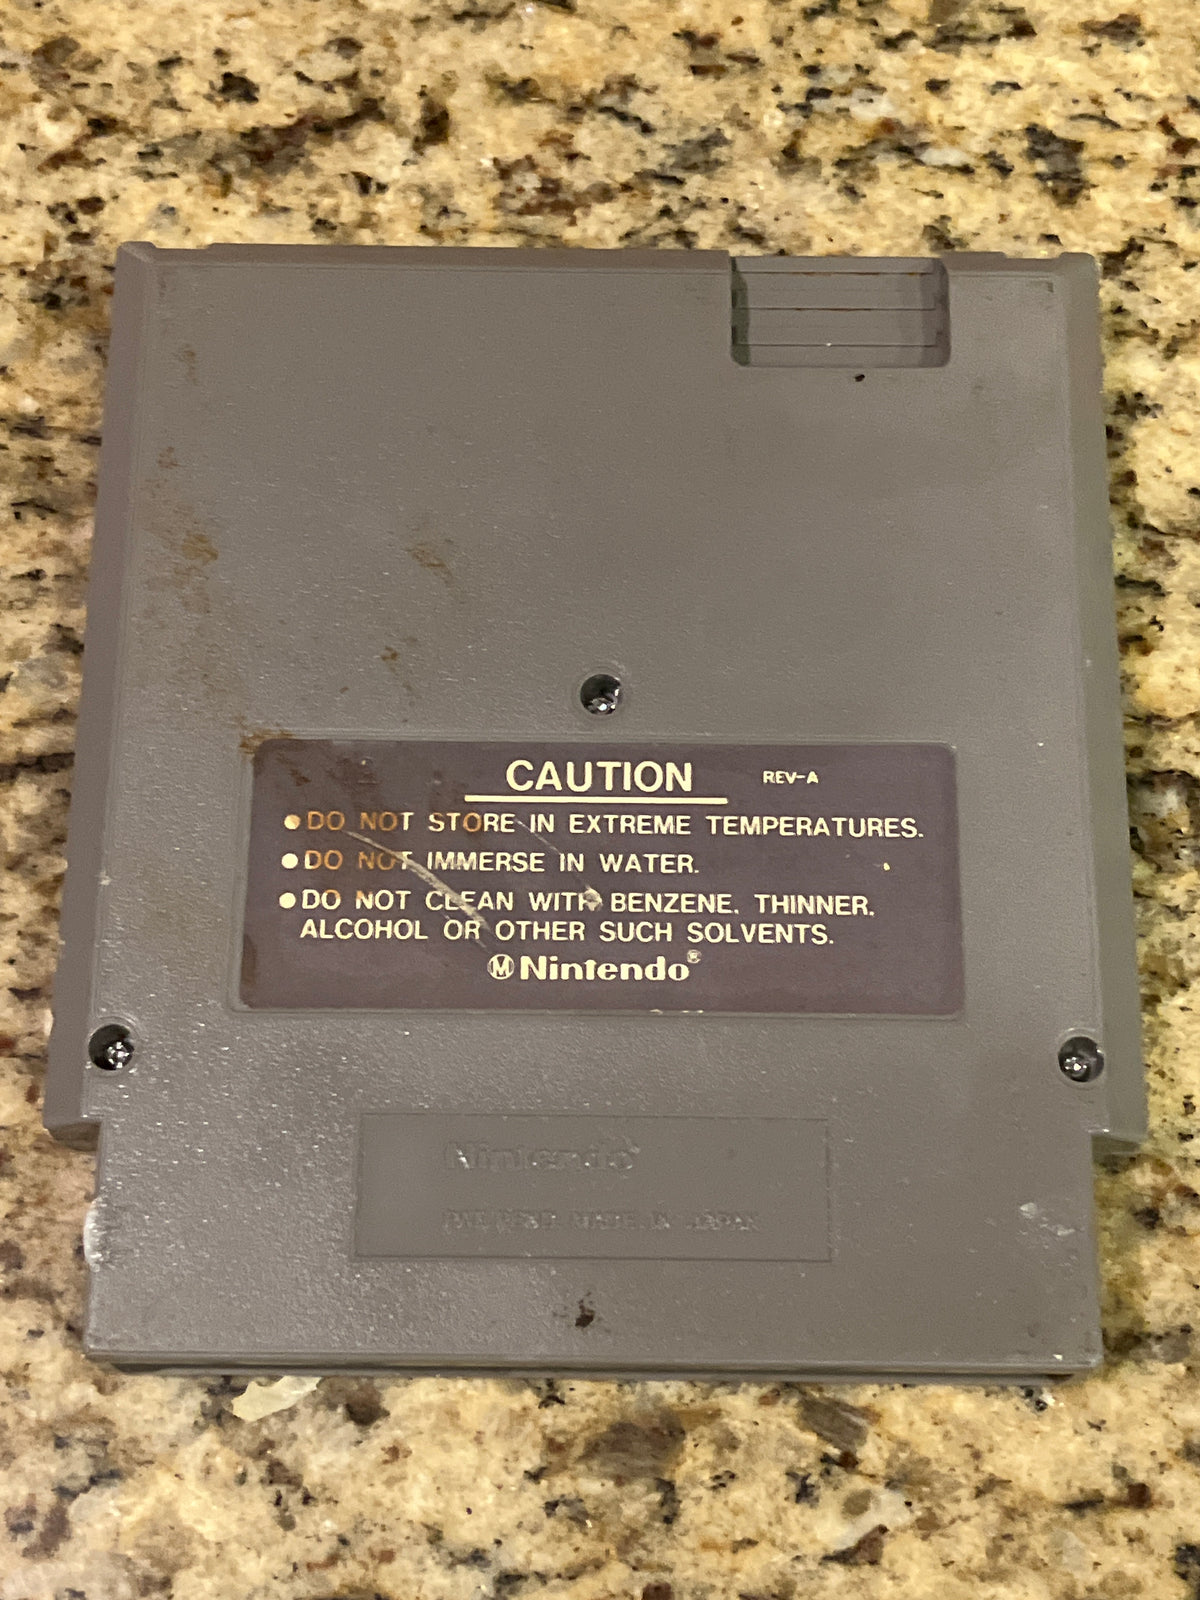 CAUTION REV-A
●DO NOT STORE IN EXTREME TEMPERATURES.
●DO NOT IMMERSE IN WATER.
●DO NOT CLEAN WITH BENZENE, THINNER,
ALCOHOL OR OTHER SUCH SOLVENTS.
Ⓜ Nintendo®
Nintendo®
MADE IN JAPAN